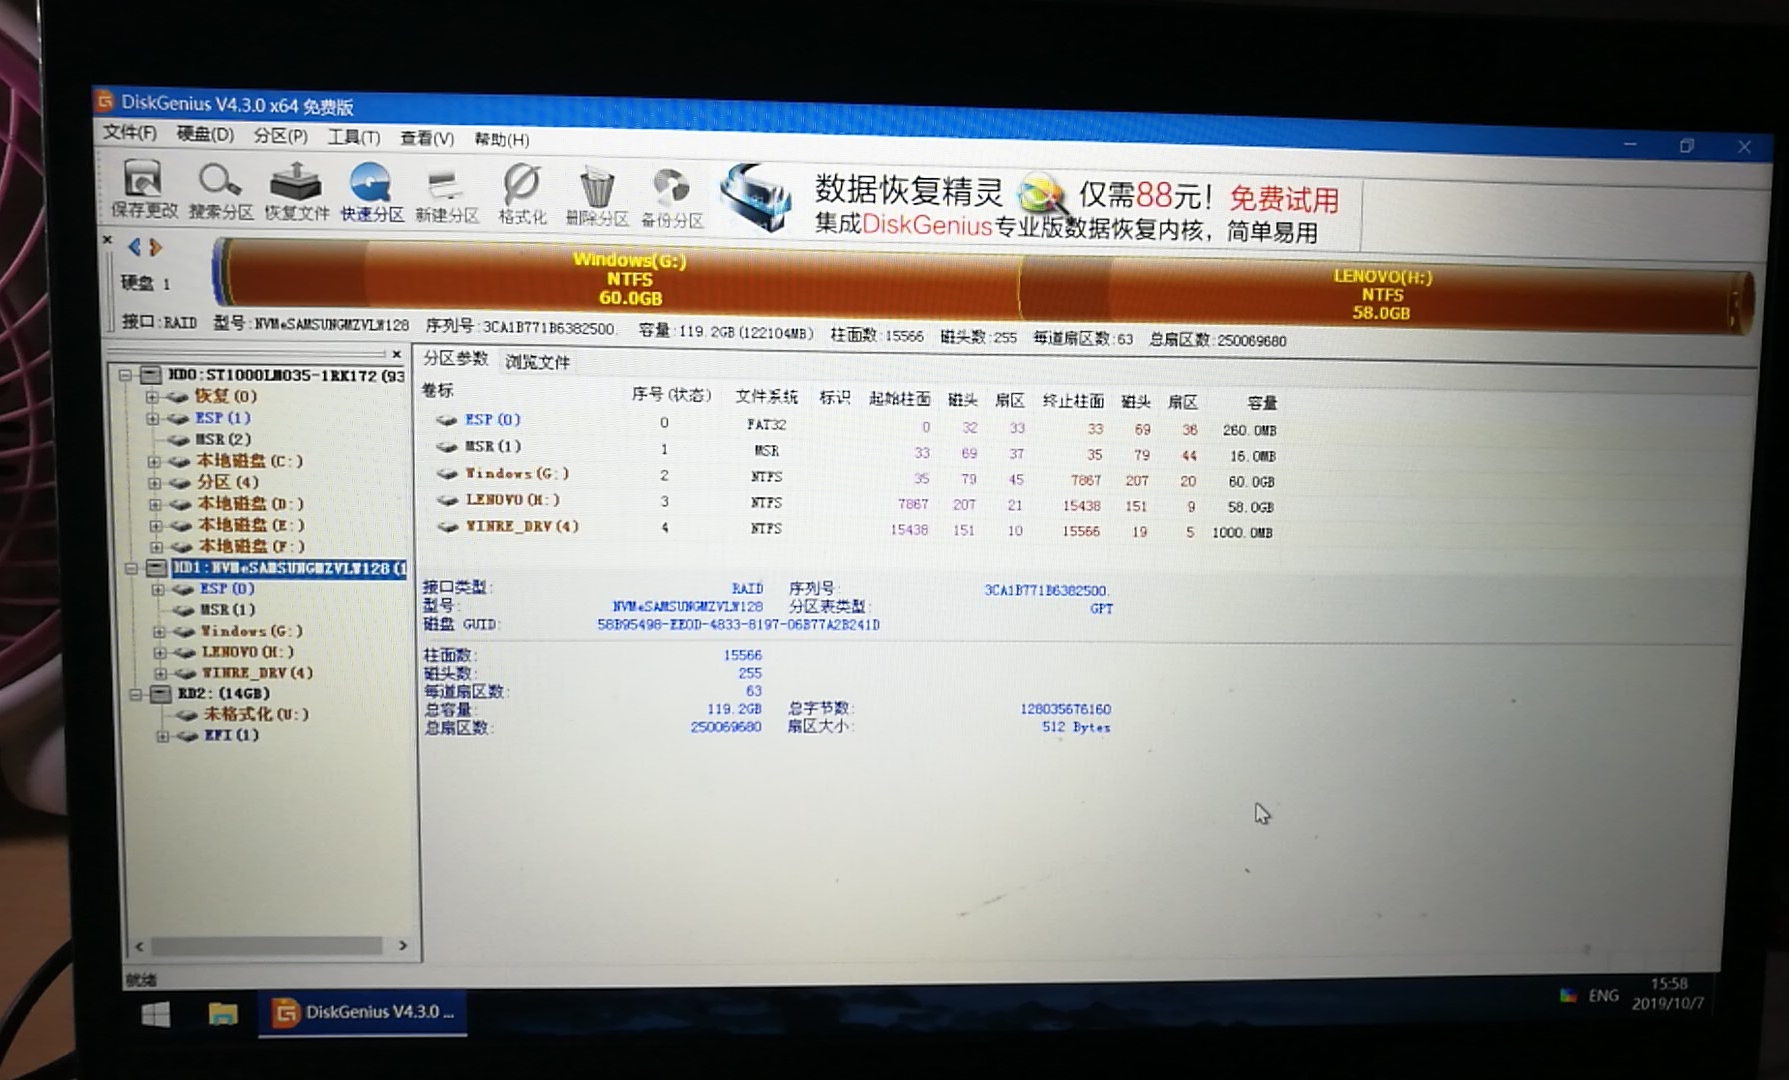 DiskGenius V4.3.0 x64 免费版
文件(F) 硬盘(D) 分区(P) 工具(T) 查看(V) 帮助(H)
保存更改 搜索分区 恢复文件 快速分区 新建分区 格式化 删除分区 备份分区
数据恢复精灵 仅需88元! 免费试用
集成DiskGenius专业版数据恢复内核，简单易用
硬盘 1
Windows(G:)
NTFS
60.0GB
LENOVO(H:)
NTFS
58.0GB
接口:RAID 型号:NVMeSAMSUNGMZVLW128 序列号:3CA1B771B6382500. 容量:119.2GB(122104MB) 柱面数:15566 磁头数:255 每道扇区数:63 总扇区数:250069680
HD0:ST1000LM035-1RK172(93
恢复(0)
ESP(1)
MSR(2)
本地磁盘(C:)
分区(4)
本地磁盘(D:)
本地磁盘(E:)
本地磁盘(F:)
HD1:NVMeSAMSUNGMZVLW128(1
ESP(0)
MSR(1)
Windows(G:)
LENOVO(H:)
WINRE_DRV(4)
RD2:(14GB)
未格式化(U:)
EFI(1)
分区参数 浏览文件
卷标 序号(状态) 文件系统 标识 起始柱面 磁头 扇区 终止柱面 磁头 扇区 容量
ESP(0) 0 FAT32 0 32 33 33 69 36 260.0MB
MSR(1) 1 MSR 33 69 37 35 79 44 16.0MB
Windows(G:) 2 NTFS 35 79 45 7867 207 20 60.0GB
LENOVO(H:) 3 NTFS 7867 207 21 15438 151 9 58.0GB
WINRE_DRV(4) 4 NTFS 15438 151 10 15566 19 5 1000.0MB
接口类型: RAID 序列号: 3CA1B771B6382500.
型号: NVMeSAMSUNGMZVLW128 分区表类型: GPT
磁盘 GUID: 58B95498-EE0D-4833-8197-06B77A2B241D
柱面数: 15566
磁头数: 255
每道扇区数: 63
总容量: 119.2GB 总字节数: 128035676160
总扇区数: 250069680 扇区大小: 512 Bytes
就绪
DiskGenius V4.3.0 ...
ENG
15:58
2019/10/7